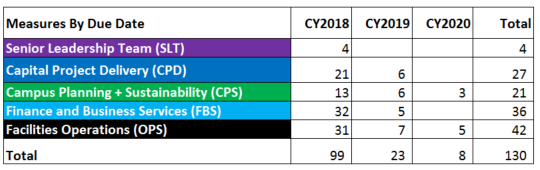 Measures By Due Date CY2018 CY2019 CY2020 Total
Senior Leadership Team (SLT) 4 4
Capital Project Delivery (CPD) 21 6 27
Campus Planning + Sustainability (CPS) 13 6 3 21
Finance and Business Services (FBS) 32 5 36
Facilities Operations (OPS) 31 7 5 42
Total 99 23 8 130